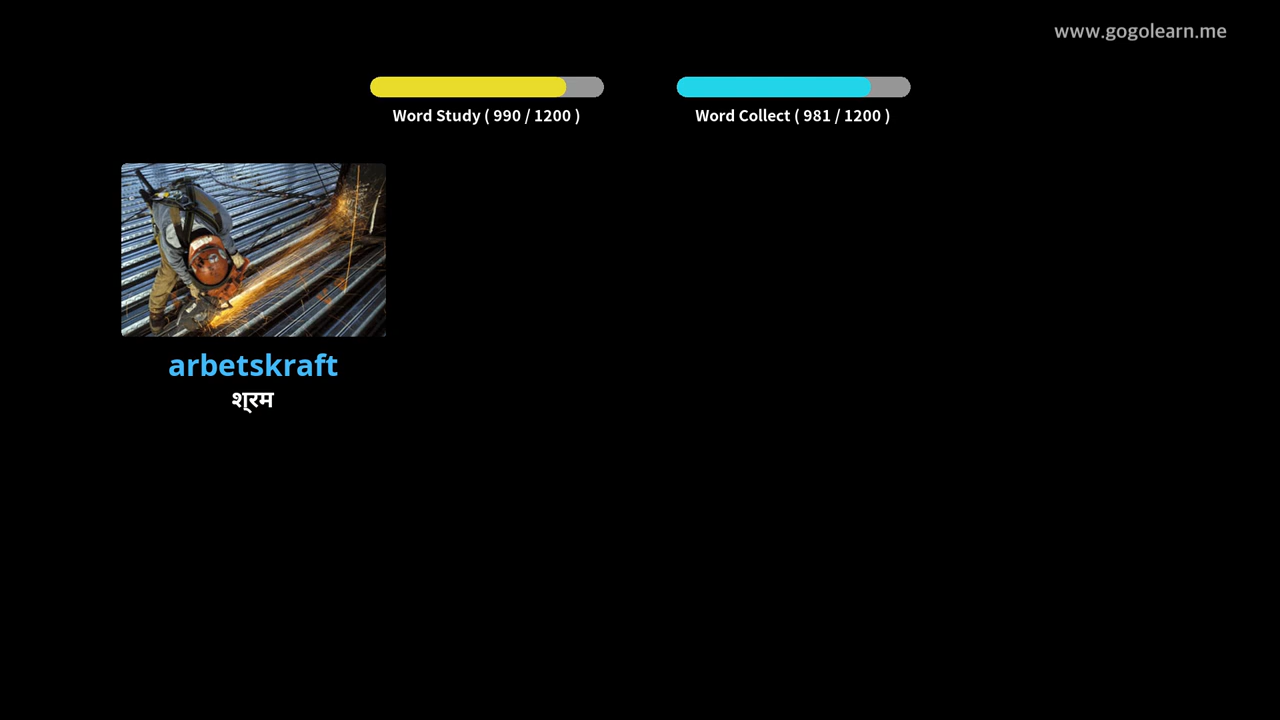 www.gogolearn.me
Word Study ( 990 / 1200 )
Word Collect ( 981 / 1200 )
arbetskraft
श्रम